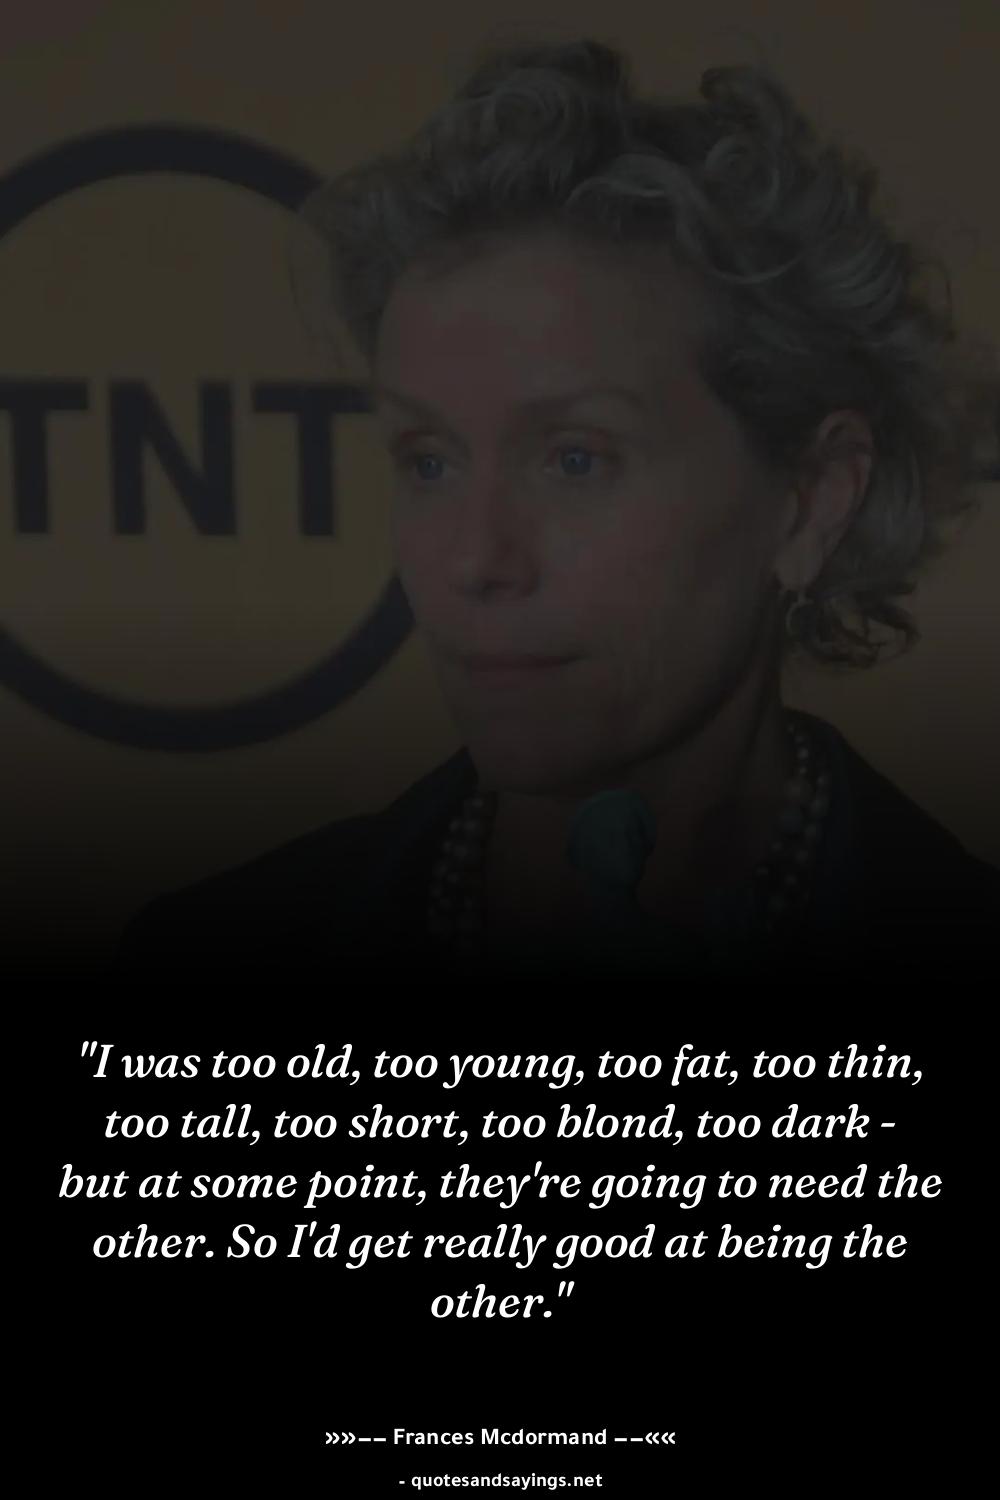 TNT
"I was too old, too young, too fat, too thin,
too tall, too short, too blond, too dark -
but at some point, they're going to need the
other. So I'd get really good at being the
other."
»»−− Frances Mcdormand −−««
- quotesandsayings.net